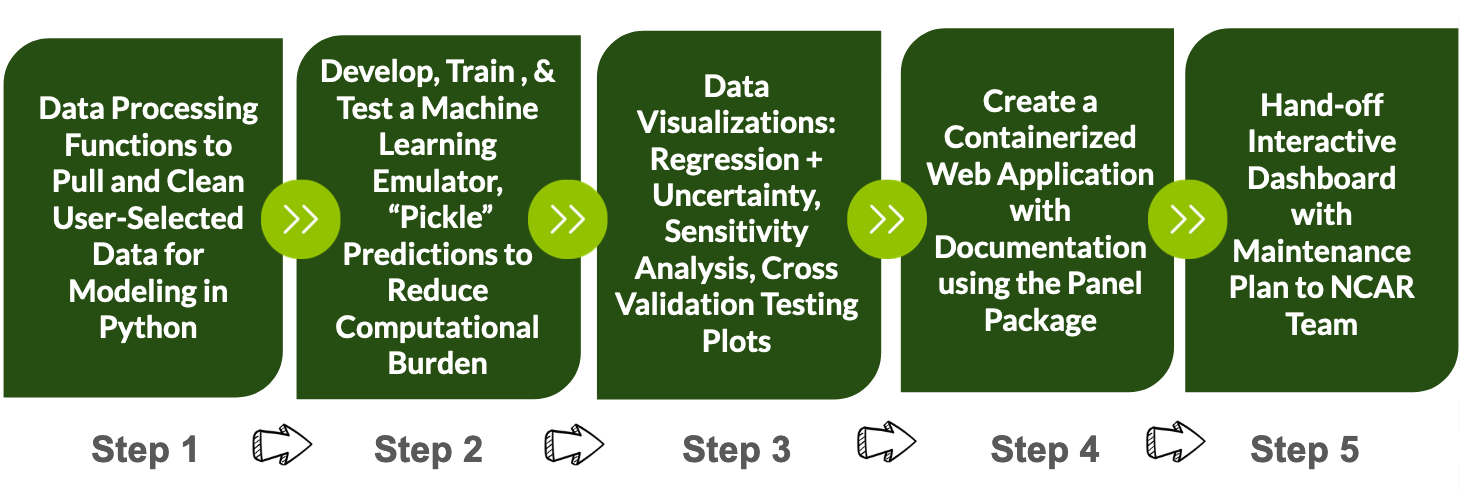 Data Processing
Functions to
Pull and Clean
User-Selected
Data for
Modeling in
Python
Develop, Train , &
Test a Machine
Learning
Emulator,
“Pickle”
Predictions to
Reduce
Computational
Burden
Data
Visualizations:
Regression +
Uncertainty,
Sensitivity
Analysis, Cross
Validation Testing
Plots
Create a
Containerized
Web Application
with
Documentation
using the Panel
Package
Hand-off
Interactive
Dashboard
with
Maintenance
Plan to NCAR
Team
Step 1
Step 2
Step 3
Step 4
Step 5